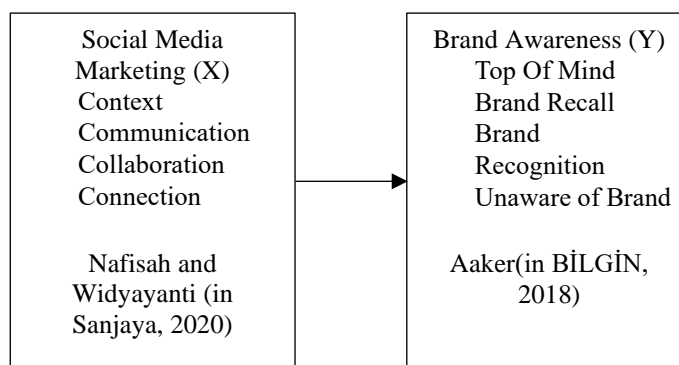 Social Media
Marketing (X)
Context
Communication
Collaboration
Connection
Nafisah and
Widyayanti (in
Sanjaya, 2020)
Brand Awareness (Y)
Top Of Mind
Brand Recall
Brand
Recognition
Unaware of Brand
Aaker(in BİLGİN,
2018)